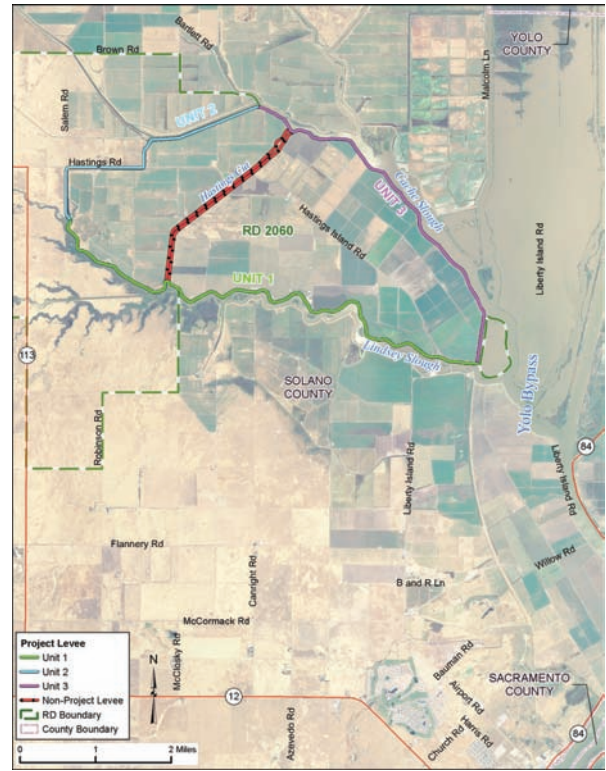 YOLO
COUNTY
Bartlett Rd
Brown Rd
Malcolm Ln
Salem Rd
UNIT 2
Hastings Rd
Cache Slough
UNIT 3
Hastings Island Rd
RD 2060
Liberty Island Rd
UNIT 1
Lindsey Slough
113
SOLANO
COUNTY
Yolo Bypass
84
Robinson Rd
Liberty Island Rd
Liberty Island Rd
Flannery Rd
Canright Rd
Willow Rd
B and R Ln
McCormack Rd
McClosky Rd
Bauman Rd
Airport Rd
SACRAMENTO
COUNTY
Harris Rd
Church Rd
84
12
Azevedo Rd
Project Levee
Unit 1
Unit 2
Unit 3
Non-Project Levee
RD Boundary
County Boundary
N
0 1 2 Miles